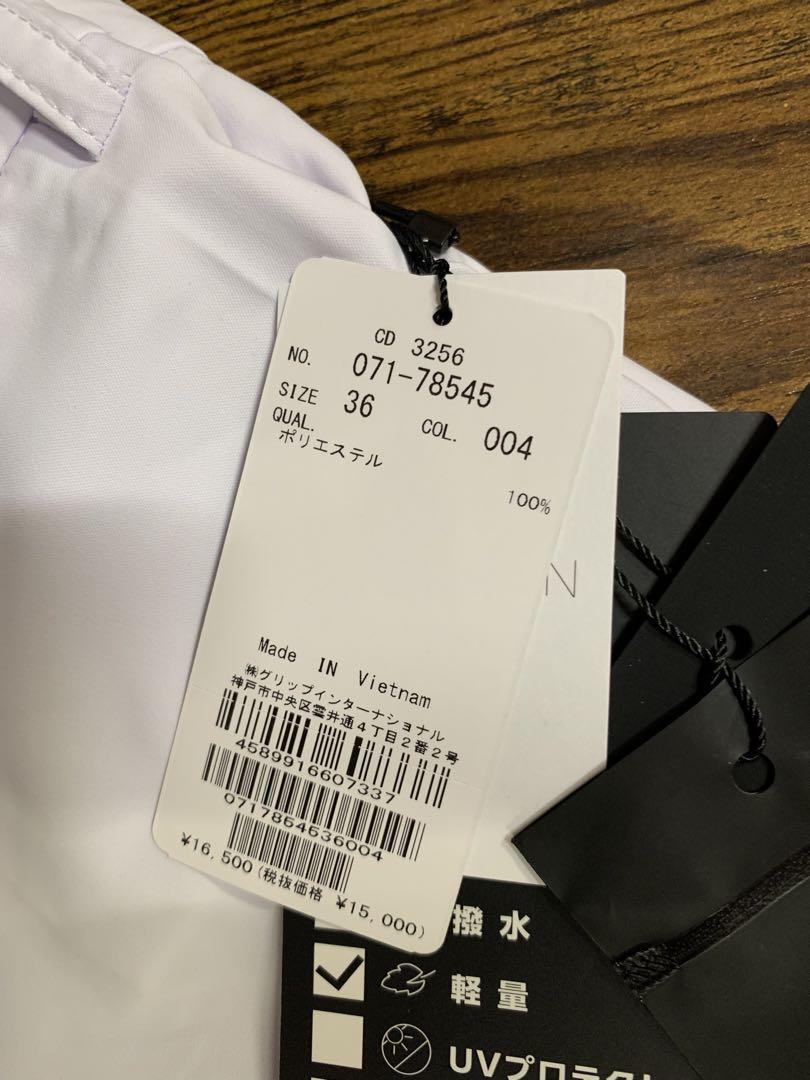 CD 3256
NO. 071-78545
SIZE 36 COL. 004
QUAL.
ポリエステル
100%
Made IN Vietnam
㈱グリップインターナショナル
神戸市中央区雲井通4丁目2番2号
4589916607337
0717854536004
¥16,500(税抜価格 ¥15,000)
N
撥水
軽量
UVプロテクト